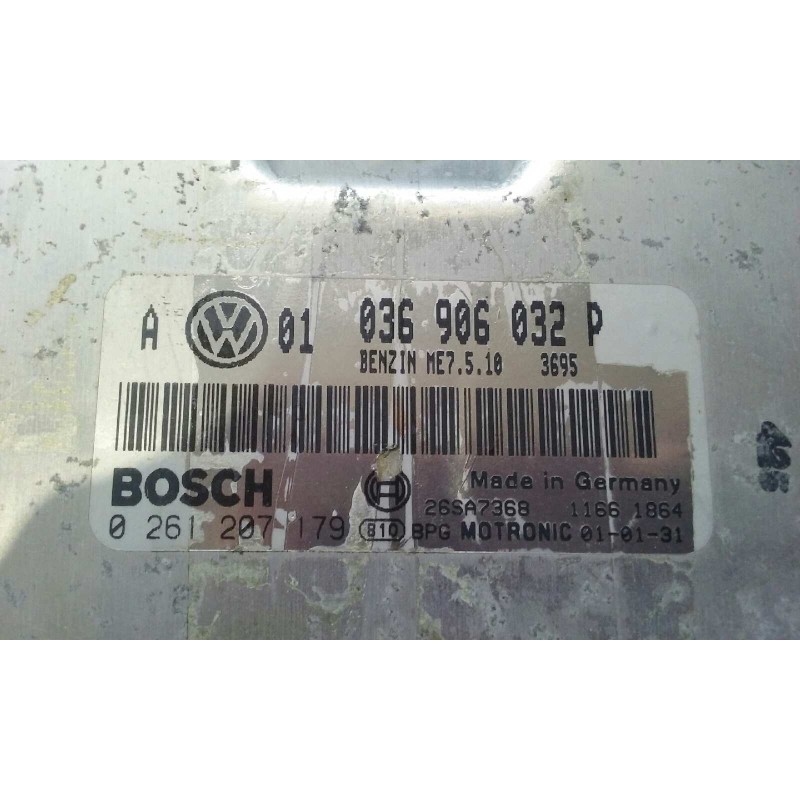 A VW 01 036 906 032 P
BENZIN ME7.5.10 3695
BOSCH Made in Germany
26SA7368 1166 1864
0 261 207 179 810 BPG MOTRONIC 01-01-31